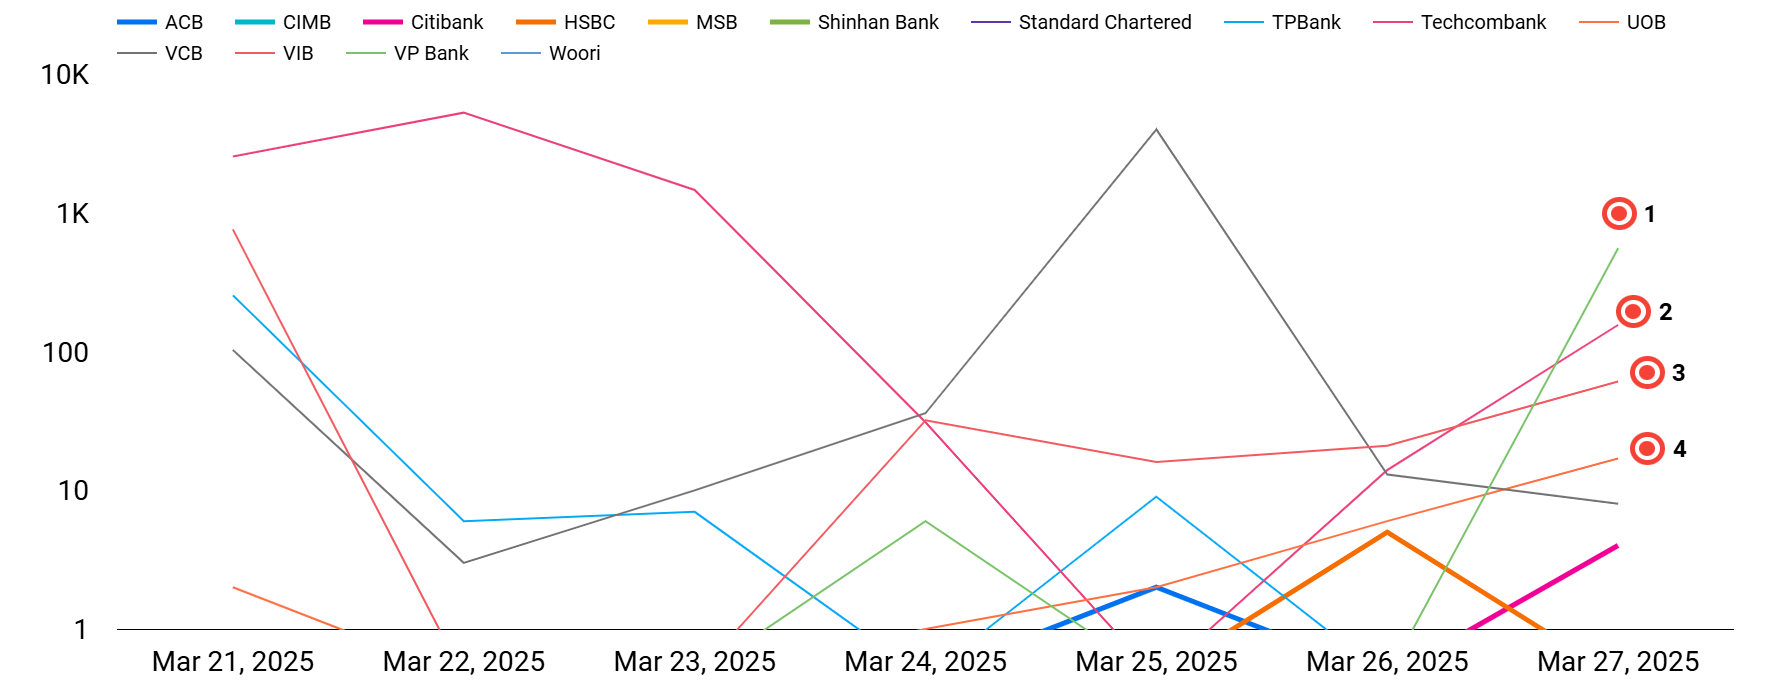 ACB CIMB Citibank HSBC MSB Shinhan Bank Standard Chartered TPBank Techcombank UOB
VCB VIB VP Bank Woori
10K
1K
100
10
1
1
2
3
4
Mar 21, 2025 Mar 22, 2025 Mar 23, 2025 Mar 24, 2025 Mar 25, 2025 Mar 26, 2025 Mar 27, 2025